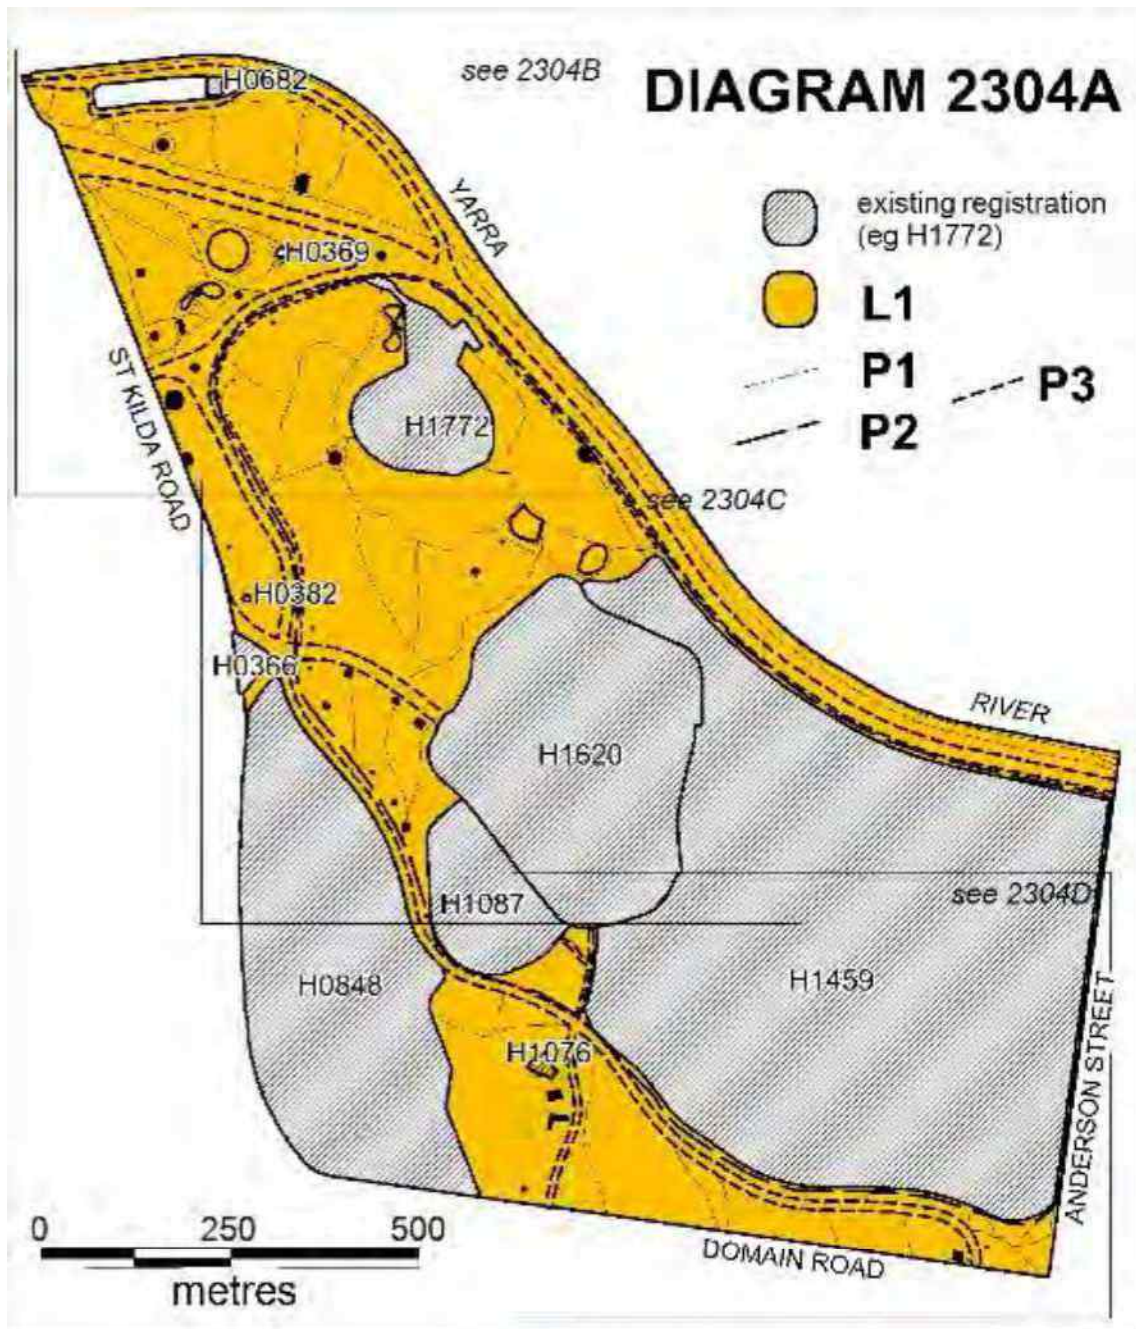 see 2304B
DIAGRAM 2304A
H0682
YARRA
existing registration
(eg H1772)
L1
P1
P3
P2
H0369
ST KILDA ROAD
H1772
see 2304C
H0382
H0366
RIVER
H1620
see 2304D
H1087
H0848
H1459
H1076
ANDERSON STREET
DOMAIN ROAD
0 250 500
metres